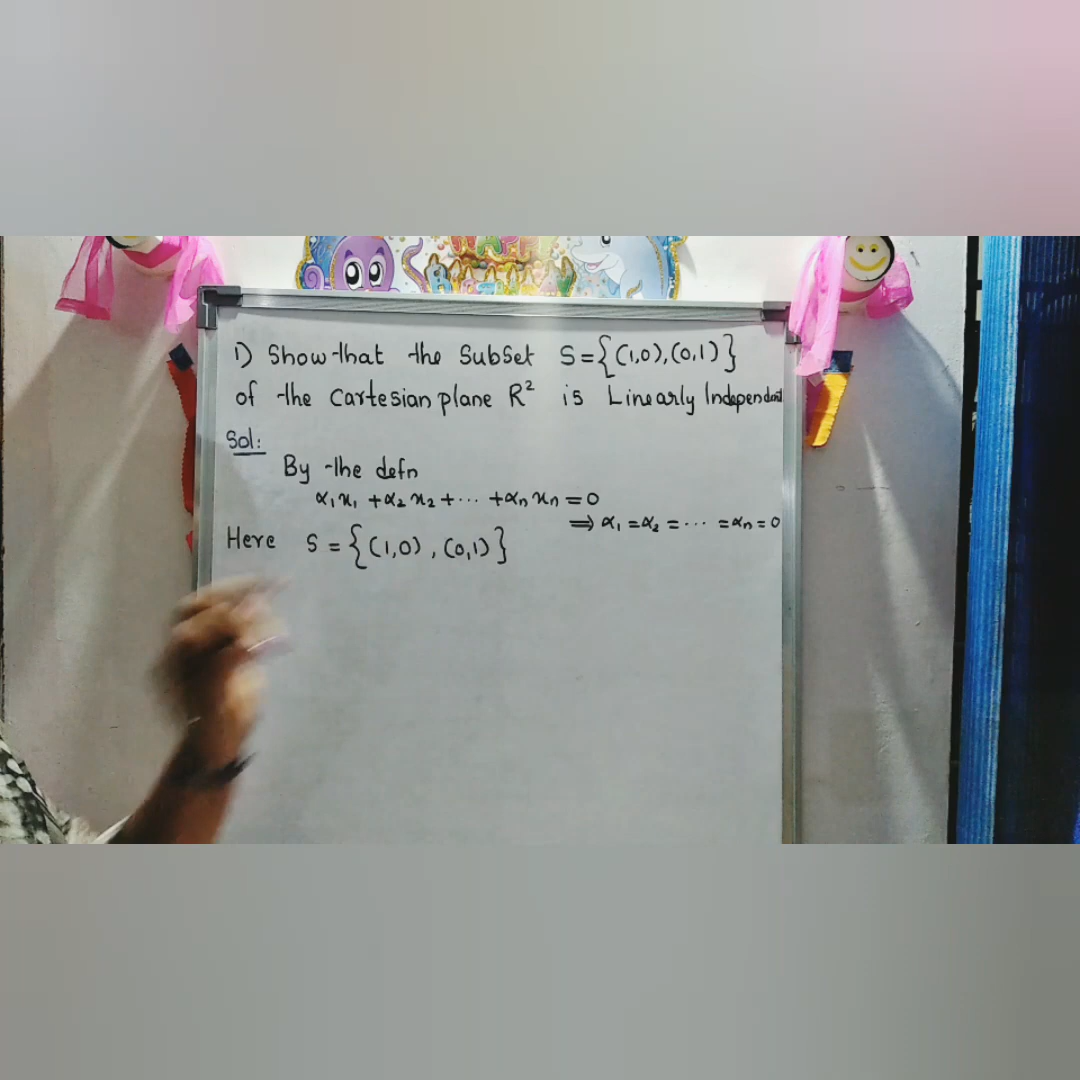 1) Show that the Subset S={(1,0),(0,1)}
of the Cartesian plane R² is Linearly Independent
Sol:
By the defn
α₁x₁ +α₂x₂+··· +αₙxₙ=0
⇒ α₁ =α₂ =··· =αₙ=0
Here S={(1,0), (0,1)}